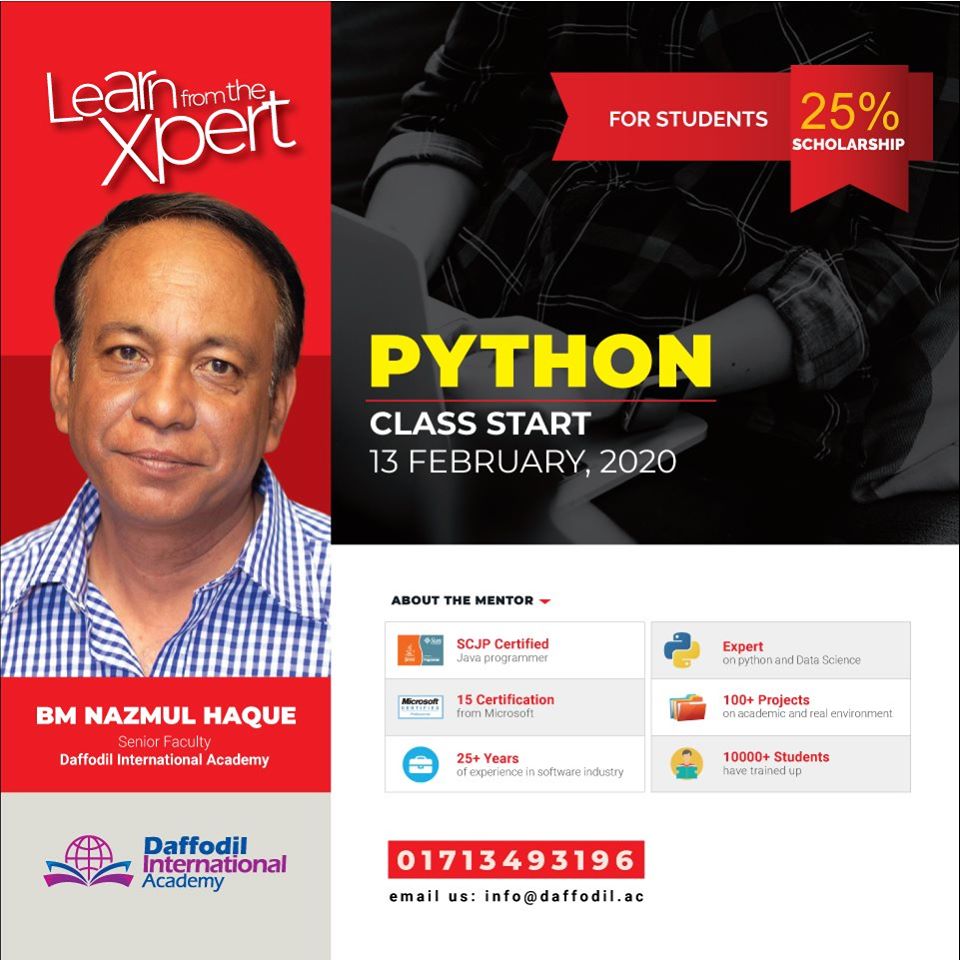 Learn from the
Xpert
FOR STUDENTS
25%
SCHOLARSHIP
PYTHON
CLASS START
13 FEBRUARY, 2020
BM NAZMUL HAQUE
Senior Faculty
Daffodil International Academy
Daffodil
International
Academy
ABOUT THE MENTOR
SCJP Certified
Java programmer
Expert
on python and Data Science
Microsoft
CERTIFIED
15 Certification
from Microsoft
100+ Projects
on academic and real environment
25+ Years
of experience in software industry
10000+ Students
have trained up
01713493196
email us: info@daffodil.ac